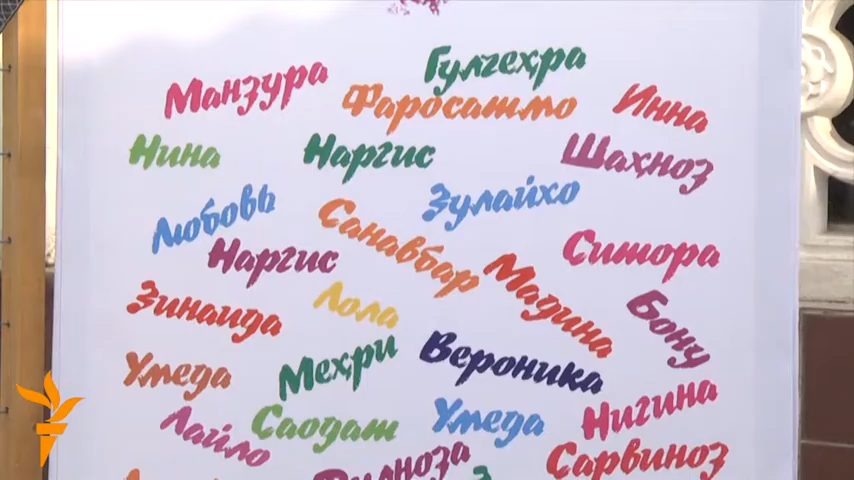 Гулчеҳра
Манзура
Фаросатмо
Инна
Нина
Наргис
Шаҳноз
Зулайхо
Любовь
Санавбар
Ситора
Наргис
Мадина
Зинаида
Лола
Бону
Вероника
Умеда
Меҳри
Нигина
Лайло
Саодат
Умеда
Сарвиноз